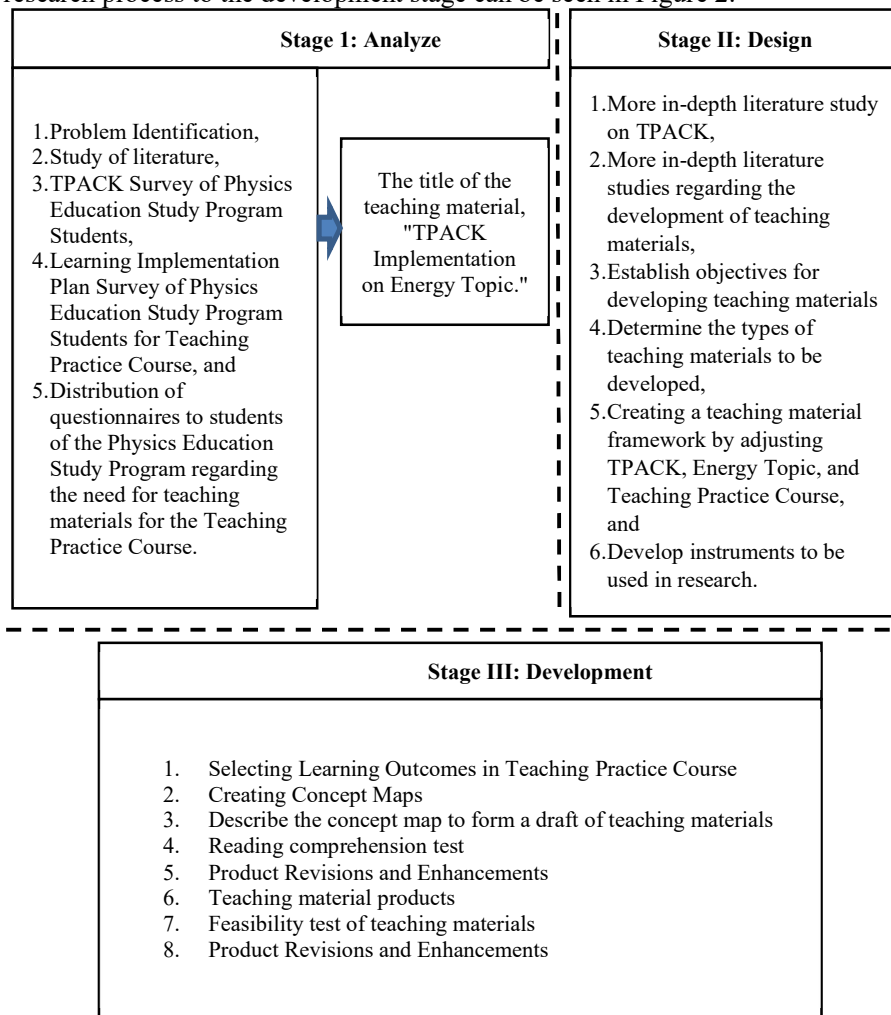 research process to the development stage can be seen in Figure 2.
Stage 1: Analyze
1.Problem Identification,
2.Study of literature,
3.TPACK Survey of Physics
Education Study Program
Students,
4.Learning Implementation
Plan Survey of Physics
Education Study Program
Students for Teaching
Practice Course, and
5.Distribution of
questionnaires to students
of the Physics Education
Study Program regarding
the need for teaching
materials for the Teaching
Practice Course.
The title of the
teaching material,
"TPACK
Implementation
on Energy Topic."
Stage II: Design
1.More in-depth literature study
on TPACK,
2.More in-depth literature
studies regarding the
development of teaching
materials,
3.Establish objectives for
developing teaching materials
4.Determine the types of
teaching materials to be
developed,
5.Creating a teaching material
framework by adjusting
TPACK, Energy Topic, and
Teaching Practice Course,
and
6.Develop instruments to be
used in research.
Stage III: Development
1. Selecting Learning Outcomes in Teaching Practice Course
2. Creating Concept Maps
3. Describe the concept map to form a draft of teaching materials
4. Reading comprehension test
5. Product Revisions and Enhancements
6. Teaching material products
7. Feasibility test of teaching materials
8. Product Revisions and Enhancements